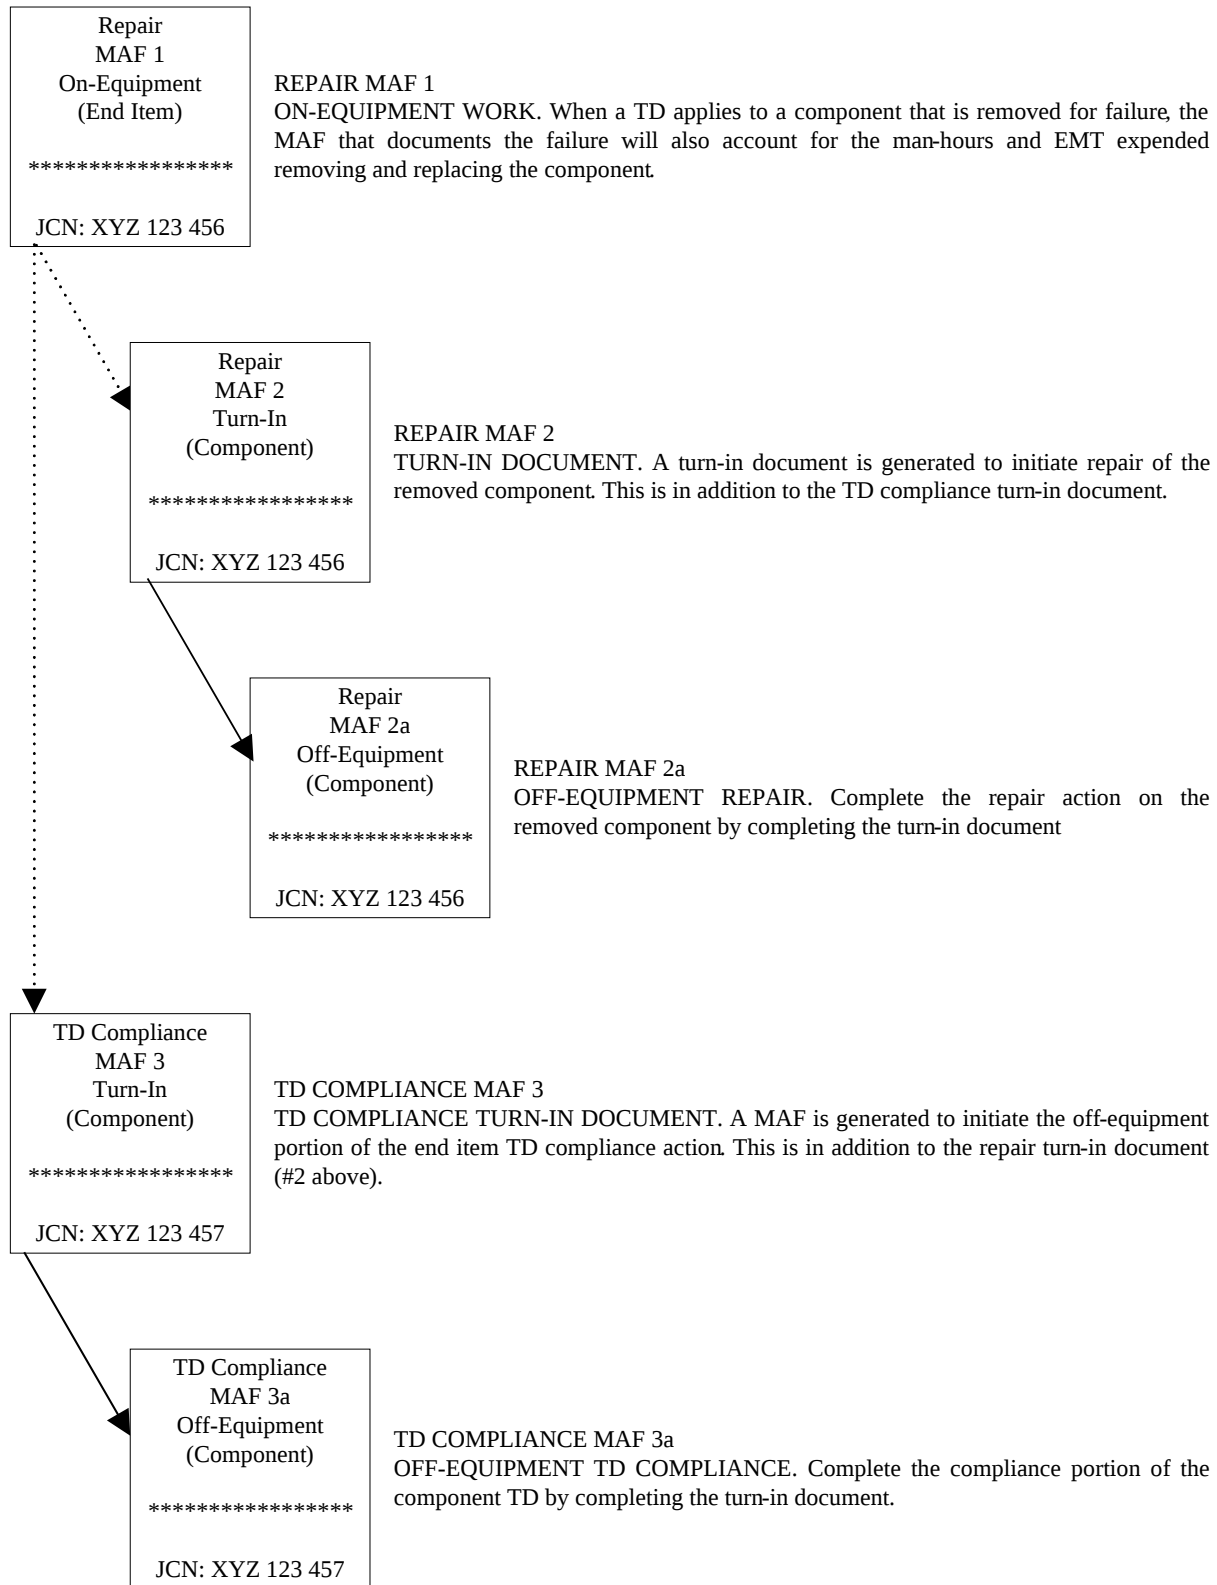 Repair
MAF 1
On-Equipment
(End Item)
*****************
JCN: XYZ 123 456
REPAIR MAF 1
ON-EQUIPMENT WORK. When a TD applies to a component that is removed for failure, the
MAF that documents the failure will also account for the man-hours and EMT expended
removing and replacing the component.
Repair
MAF 2
Turn-In
(Component)
*****************
JCN: XYZ 123 456
REPAIR MAF 2
TURN-IN DOCUMENT. A turn-in document is generated to initiate repair of the
removed component. This is in addition to the TD compliance turn-in document.
Repair
MAF 2a
Off-Equipment
(Component)
*****************
JCN: XYZ 123 456
REPAIR MAF 2a
OFF-EQUIPMENT REPAIR. Complete the repair action on the
removed component by completing the turn-in document
TD Compliance
MAF 3
Turn-In
(Component)
*****************
JCN: XYZ 123 457
TD COMPLIANCE MAF 3
TD COMPLIANCE TURN-IN DOCUMENT. A MAF is generated to initiate the off-equipment
portion of the end item TD compliance action. This is in addition to the repair turn-in document
(#2 above).
TD Compliance
MAF 3a
Off-Equipment
(Component)
*****************
JCN: XYZ 123 457
TD COMPLIANCE MAF 3a
OFF-EQUIPMENT TD COMPLIANCE. Complete the compliance portion of the
component TD by completing the turn-in document.